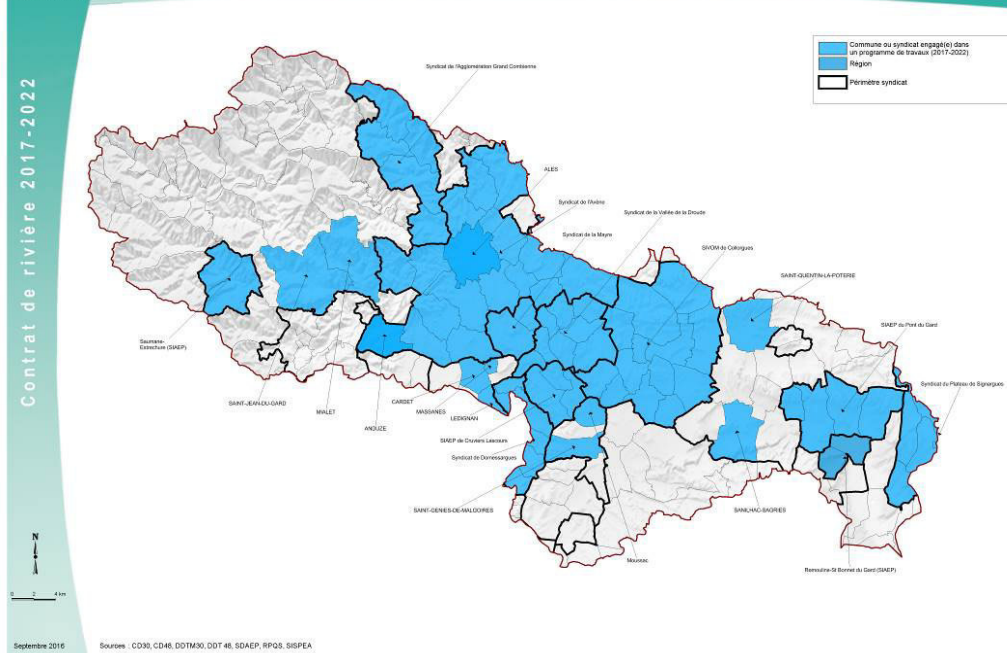 Contrat de rivière 2017-2022
Commune ou syndicat engagé(e) dans
un programme de travaux (2017-2022)
Région
Périmètre syndicat
Syndicat de l'Agglomération Grand Combienne
ALES
Syndicat de l'Avène
Syndicat de la Vallée de la Droude
Syndicat de la Mayre
SIVOM de Collorgues
SAINT-QUENTIN-LA-POTERIE
SIAEP du Pont du Gard
Syndicat du Plateau de Signargues
Saumane-
Estrechure (SIAEP)
SAINT-JEAN-DU-GARD
MIALET
ANDUZE
CARDET
MASSANES
LEDIGNAN
SIAEP de Cruviers Lascours
Syndicat de Domessargues
SAINT-GENIES-DE-MALGOIRES
SANILHAC-SAGRIES
Moussac
Remoulins-St Bonnet du Gard (SIAEP)
N
0 2 4 km
Septembre 2016
Sources : CD30, CD48, DDTM30, DDT 48, SDAEP, RPQS, SISPEA